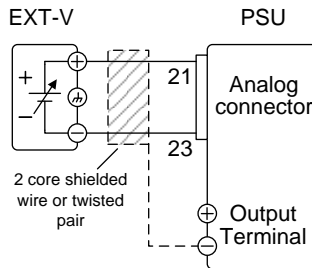 EXT-V
PSU
+
−
+
−
21
23
Analog
connector
2 core shielded
wire or twisted
pair
+
−
Output
Terminal